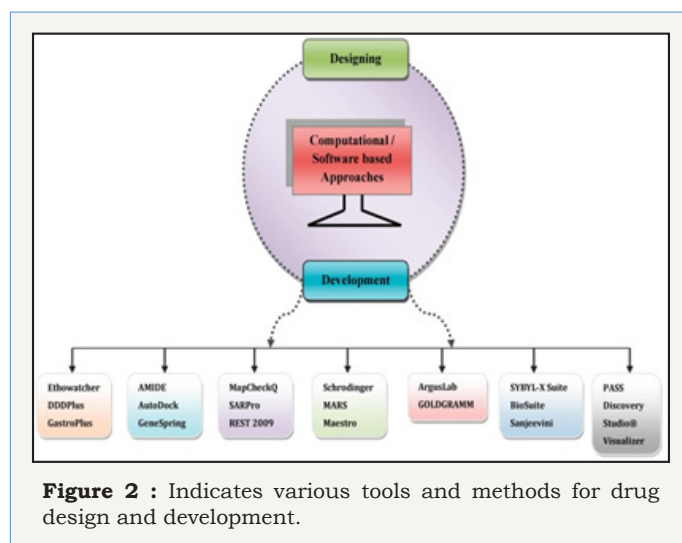 Designing
Computational /
Software based
Approaches
Development
Ethowatcher
DDDPlus
GastroPlus
AMIDE
AutoDock
GeneSpring
MapCheckQ
SARPro
REST 2009
Schrodinger
MARS
Maestro
ArgusLab
GOLDGRAMM
SYBYL-X Suite
BioSuite
Sanjeevini
PASS
Discovery
Studio®
Visualizer
Figure 2 : Indicates various tools and methods for drug
design and development.